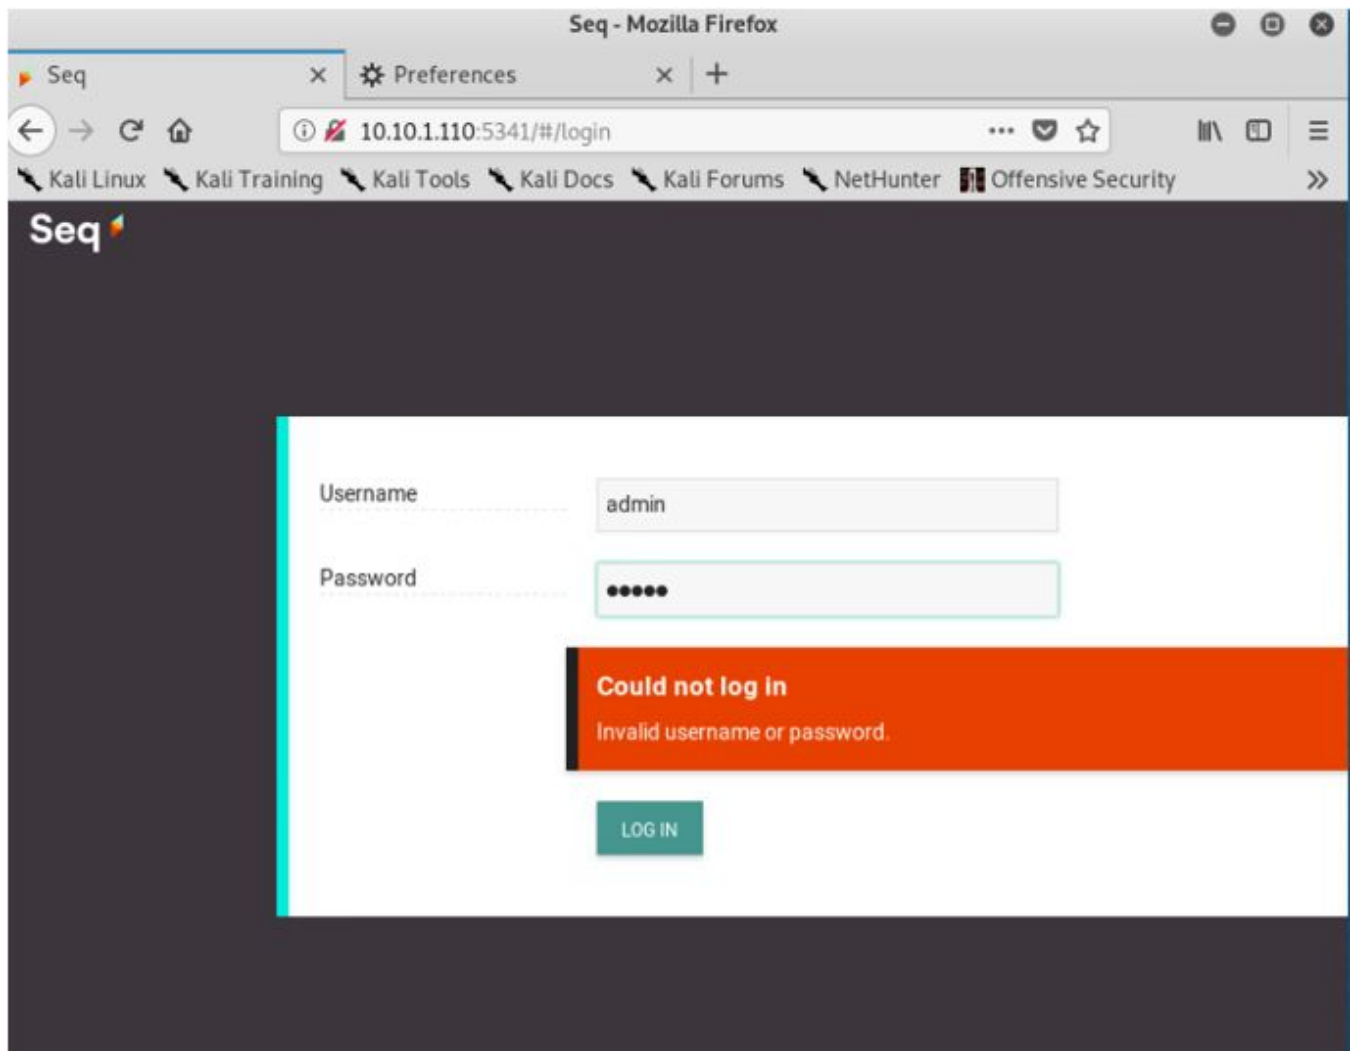 Seq - Mozilla Firefox
Seq
Preferences
10.10.1.110:5341/#/login
Kali Linux Kali Training Kali Tools Kali Docs Kali Forums NetHunter Offensive Security
Seq
Username admin
Password •••••
Could not log in
Invalid username or password.
LOG IN